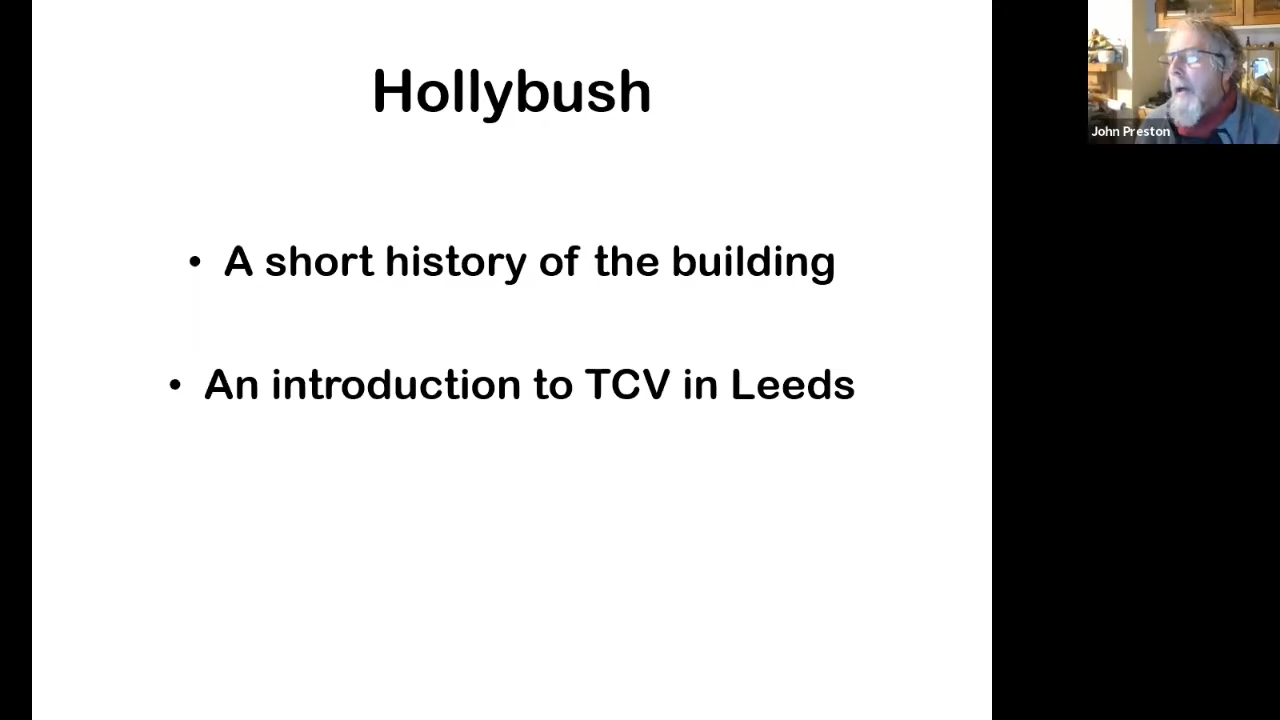 Hollybush
• A short history of the building
• An introduction to TCV in Leeds
John Preston